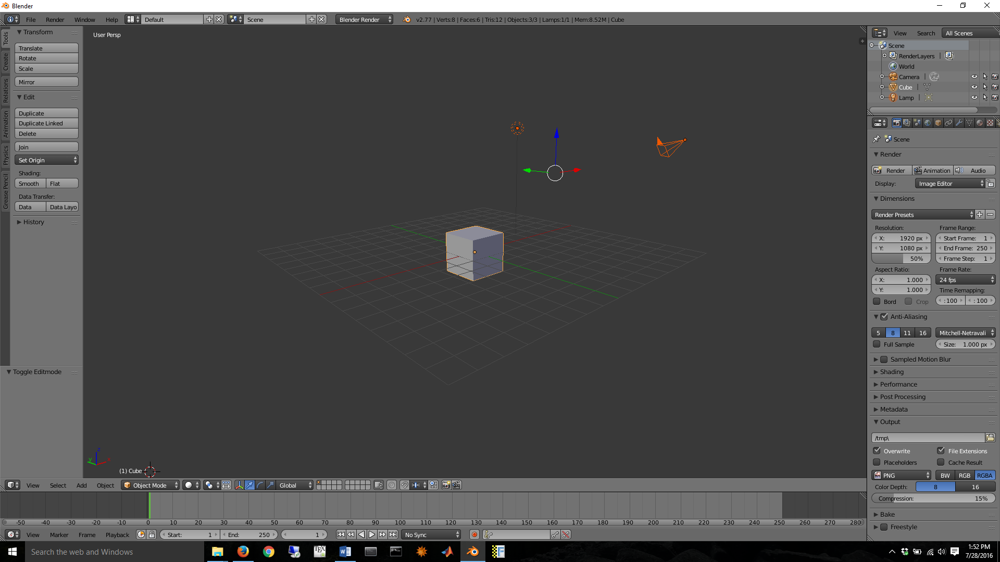 Blender
File Render Window Help Default Scene Blender Render v2.77 | Verts:8 | Faces:6 | Tris:12 | Objects:3/3 | Lamps:1/1 | Mem:8.52M | Cube
Tools
Create
Relations
Animation
Physics
Grease Pencil
Transform
Translate
Rotate
Scale
Mirror
Edit
Duplicate
Duplicate Linked
Delete
Join
Set Origin
Shading:
Smooth Flat
Data Transfer:
Data Data Layo
History
Toggle Editmode
User Persp
z
y x
(1) Cube
View Select Add Object Object Mode Global
-50 -40 -30 -20 -10 0 10 20 30 40 50 60 70 80 90 100 110 120 130 140 150 160 170 180 190 200 210 220 230 240 250 260 270 280
View Marker Frame Playback Start: 1 End: 250 1 No Sync
View Search All Scenes
Scene
RenderLayers |
World
Camera |
Cube |
Lamp |
Scene
Render
Render Animation Audio
Display: Image Editor
Dimensions
Render Presets
Resolution: Frame Range:
X: 1920 px Start Frame: 1
Y: 1080 px End Frame: 250
50% Frame Step: 1
Aspect Ratio: Frame Rate:
X: 1.000 24 fps
Y: 1.000 Time Remapping:
Bord Crop : 100 : 100
Anti-Aliasing
5 8 11 16 Mitchell-Netravali
Full Sample Size: 1.000 px
Sampled Motion Blur
Shading
Performance
Post Processing
Metadata
Output
/tmp\
Overwrite File Extensions
Placeholders Cache Result
PNG BW RGB RGBA
Color Depth: 8 16
Compression: 15%
Bake
Freestyle
Search the web and Windows
TEX
1:52 PM
7/28/2016